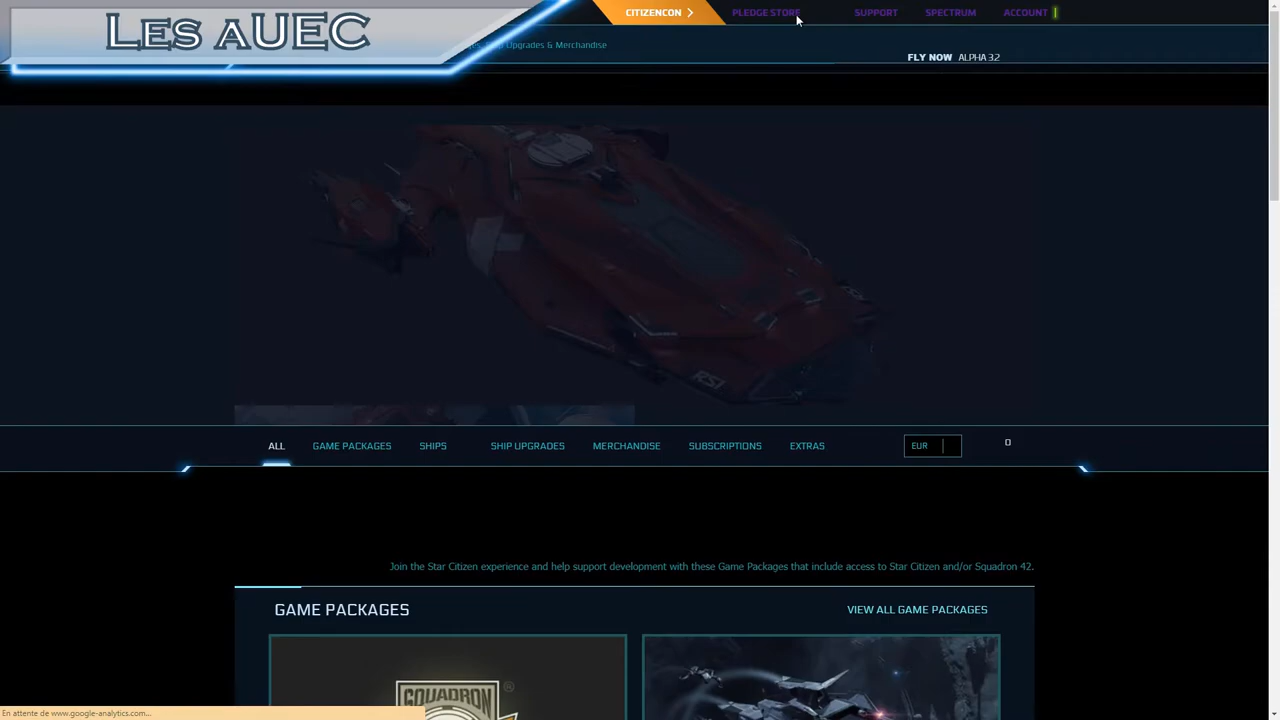 Les AUEC
CITIZENCON
PLEDGE STORE
SUPPORT
SPECTRUM
ACCOUNT
Upgrades & Merchandise
FLY NOW ALPHA 3.2
RSI
ALL
GAME PACKAGES
SHIPS
SHIP UPGRADES
MERCHANDISE
SUBSCRIPTIONS
EXTRAS
EUR
0
Join the Star Citizen experience and help support development with these Game Packages that include access to Star Citizen and/or Squadron 42.
GAME PACKAGES
VIEW ALL GAME PACKAGES
SQUADRON
®
En attente de www.google-analytics.com...